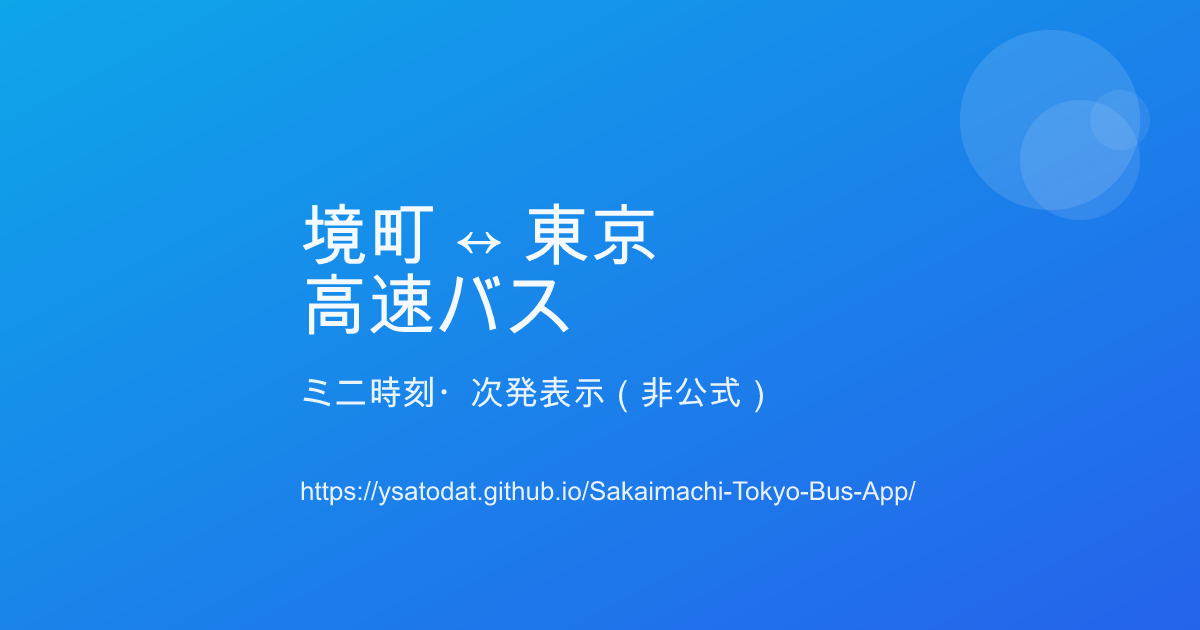 境町 ↔ 東京
高速バス
ミニ時刻・次発表示 ( 非公式 )
https://ysatodat.github.io/Sakaimachi-Tokyo-Bus-App/